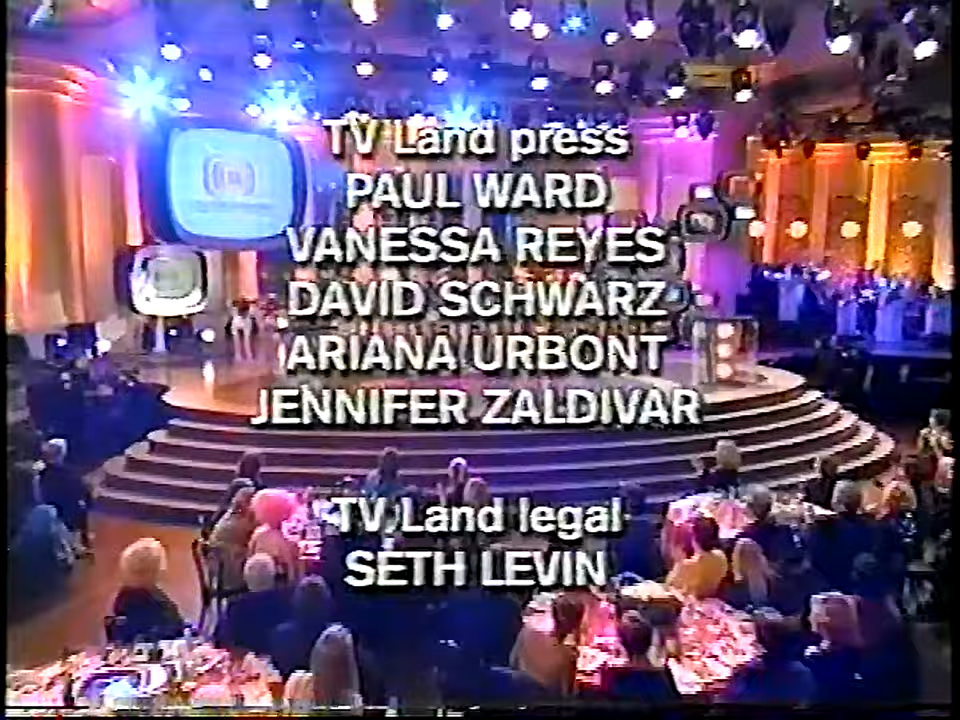 TV Land press
PAUL WARD
VANESSA REYES
DAVID SCHWARZ
ARIANA URBONT
JENNIFER ZALDIVAR
TV Land legal
SETH LEVIN